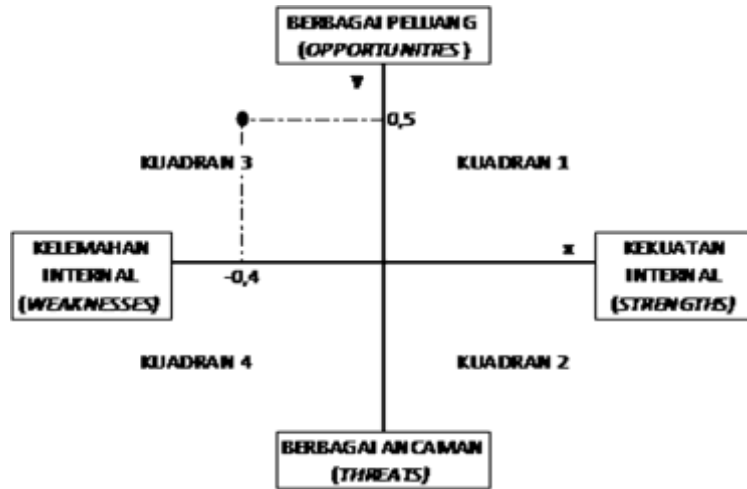 BERBAGAI PELUANG
(OPPORTUNITIES)
y
0,5
KUADRAN 3
KUADRAN 1
KELEMAHAN
INTERNAL
(WEAKNESSES)
-0,4
x
KEKUATAN
INTERNAL
(STRENGTHS)
KUADRAN 4
KUADRAN 2
BERBAGAI ANCAMAN
(THREATS)